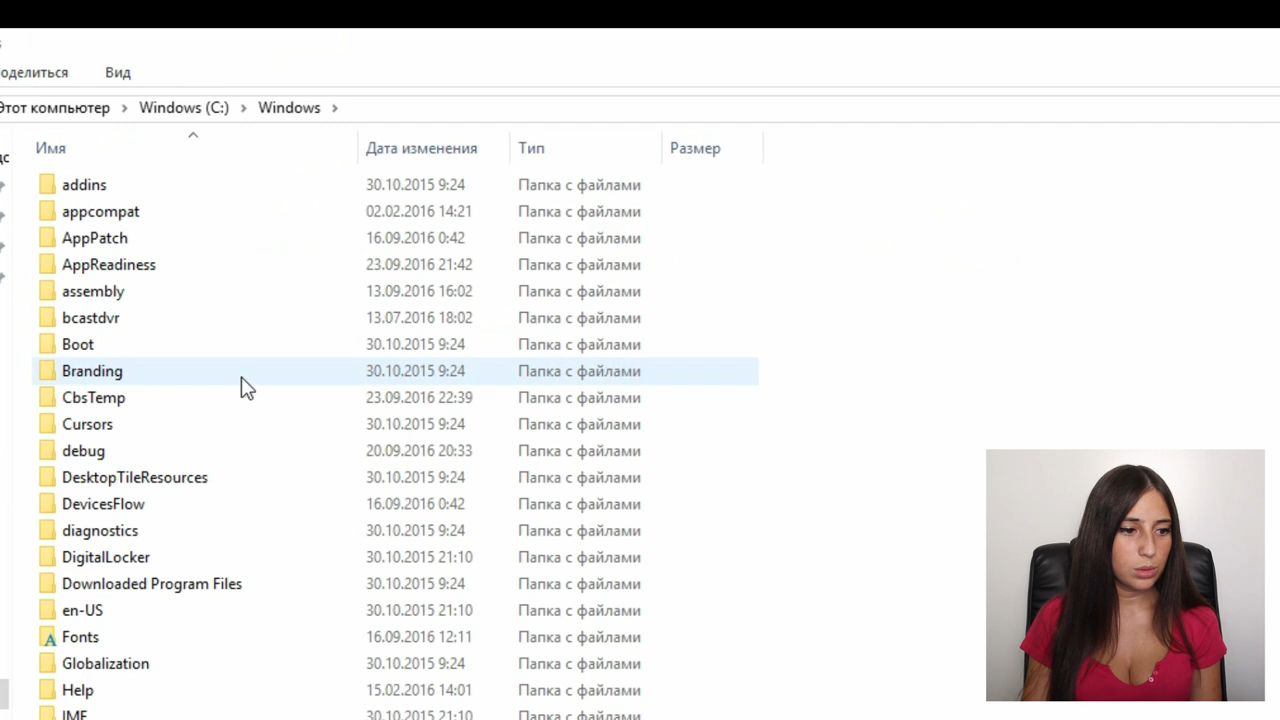 оделиться Вид
Этот компьютер > Windows (C:) > Windows >
Имя Дата изменения Тип Размер
addins 30.10.2015 9:24 Папка с файлами
appcompat 02.02.2016 14:21 Папка с файлами
AppPatch 16.09.2016 0:42 Папка с файлами
AppReadiness 23.09.2016 21:42 Папка с файлами
assembly 13.09.2016 16:02 Папка с файлами
bcastdvr 13.07.2016 18:02 Папка с файлами
Boot 30.10.2015 9:24 Папка с файлами
Branding 30.10.2015 9:24 Папка с файлами
CbsTemp 23.09.2016 22:39 Папка с файлами
Cursors 30.10.2015 9:24 Папка с файлами
debug 20.09.2016 20:33 Папка с файлами
DesktopTileResources 30.10.2015 9:24 Папка с файлами
DevicesFlow 16.09.2016 0:42 Папка с файлами
diagnostics 30.10.2015 9:24 Папка с файлами
DigitalLocker 30.10.2015 21:10 Папка с файлами
Downloaded Program Files 30.10.2015 9:24 Папка с файлами
en-US 30.10.2015 21:10 Папка с файлами
Fonts 16.09.2016 12:11 Папка с файлами
Globalization 30.10.2015 9:24 Папка с файлами
Help 15.02.2016 14:01 Папка с файлами
IME 30.10.2015 21:10 Папка с файлами